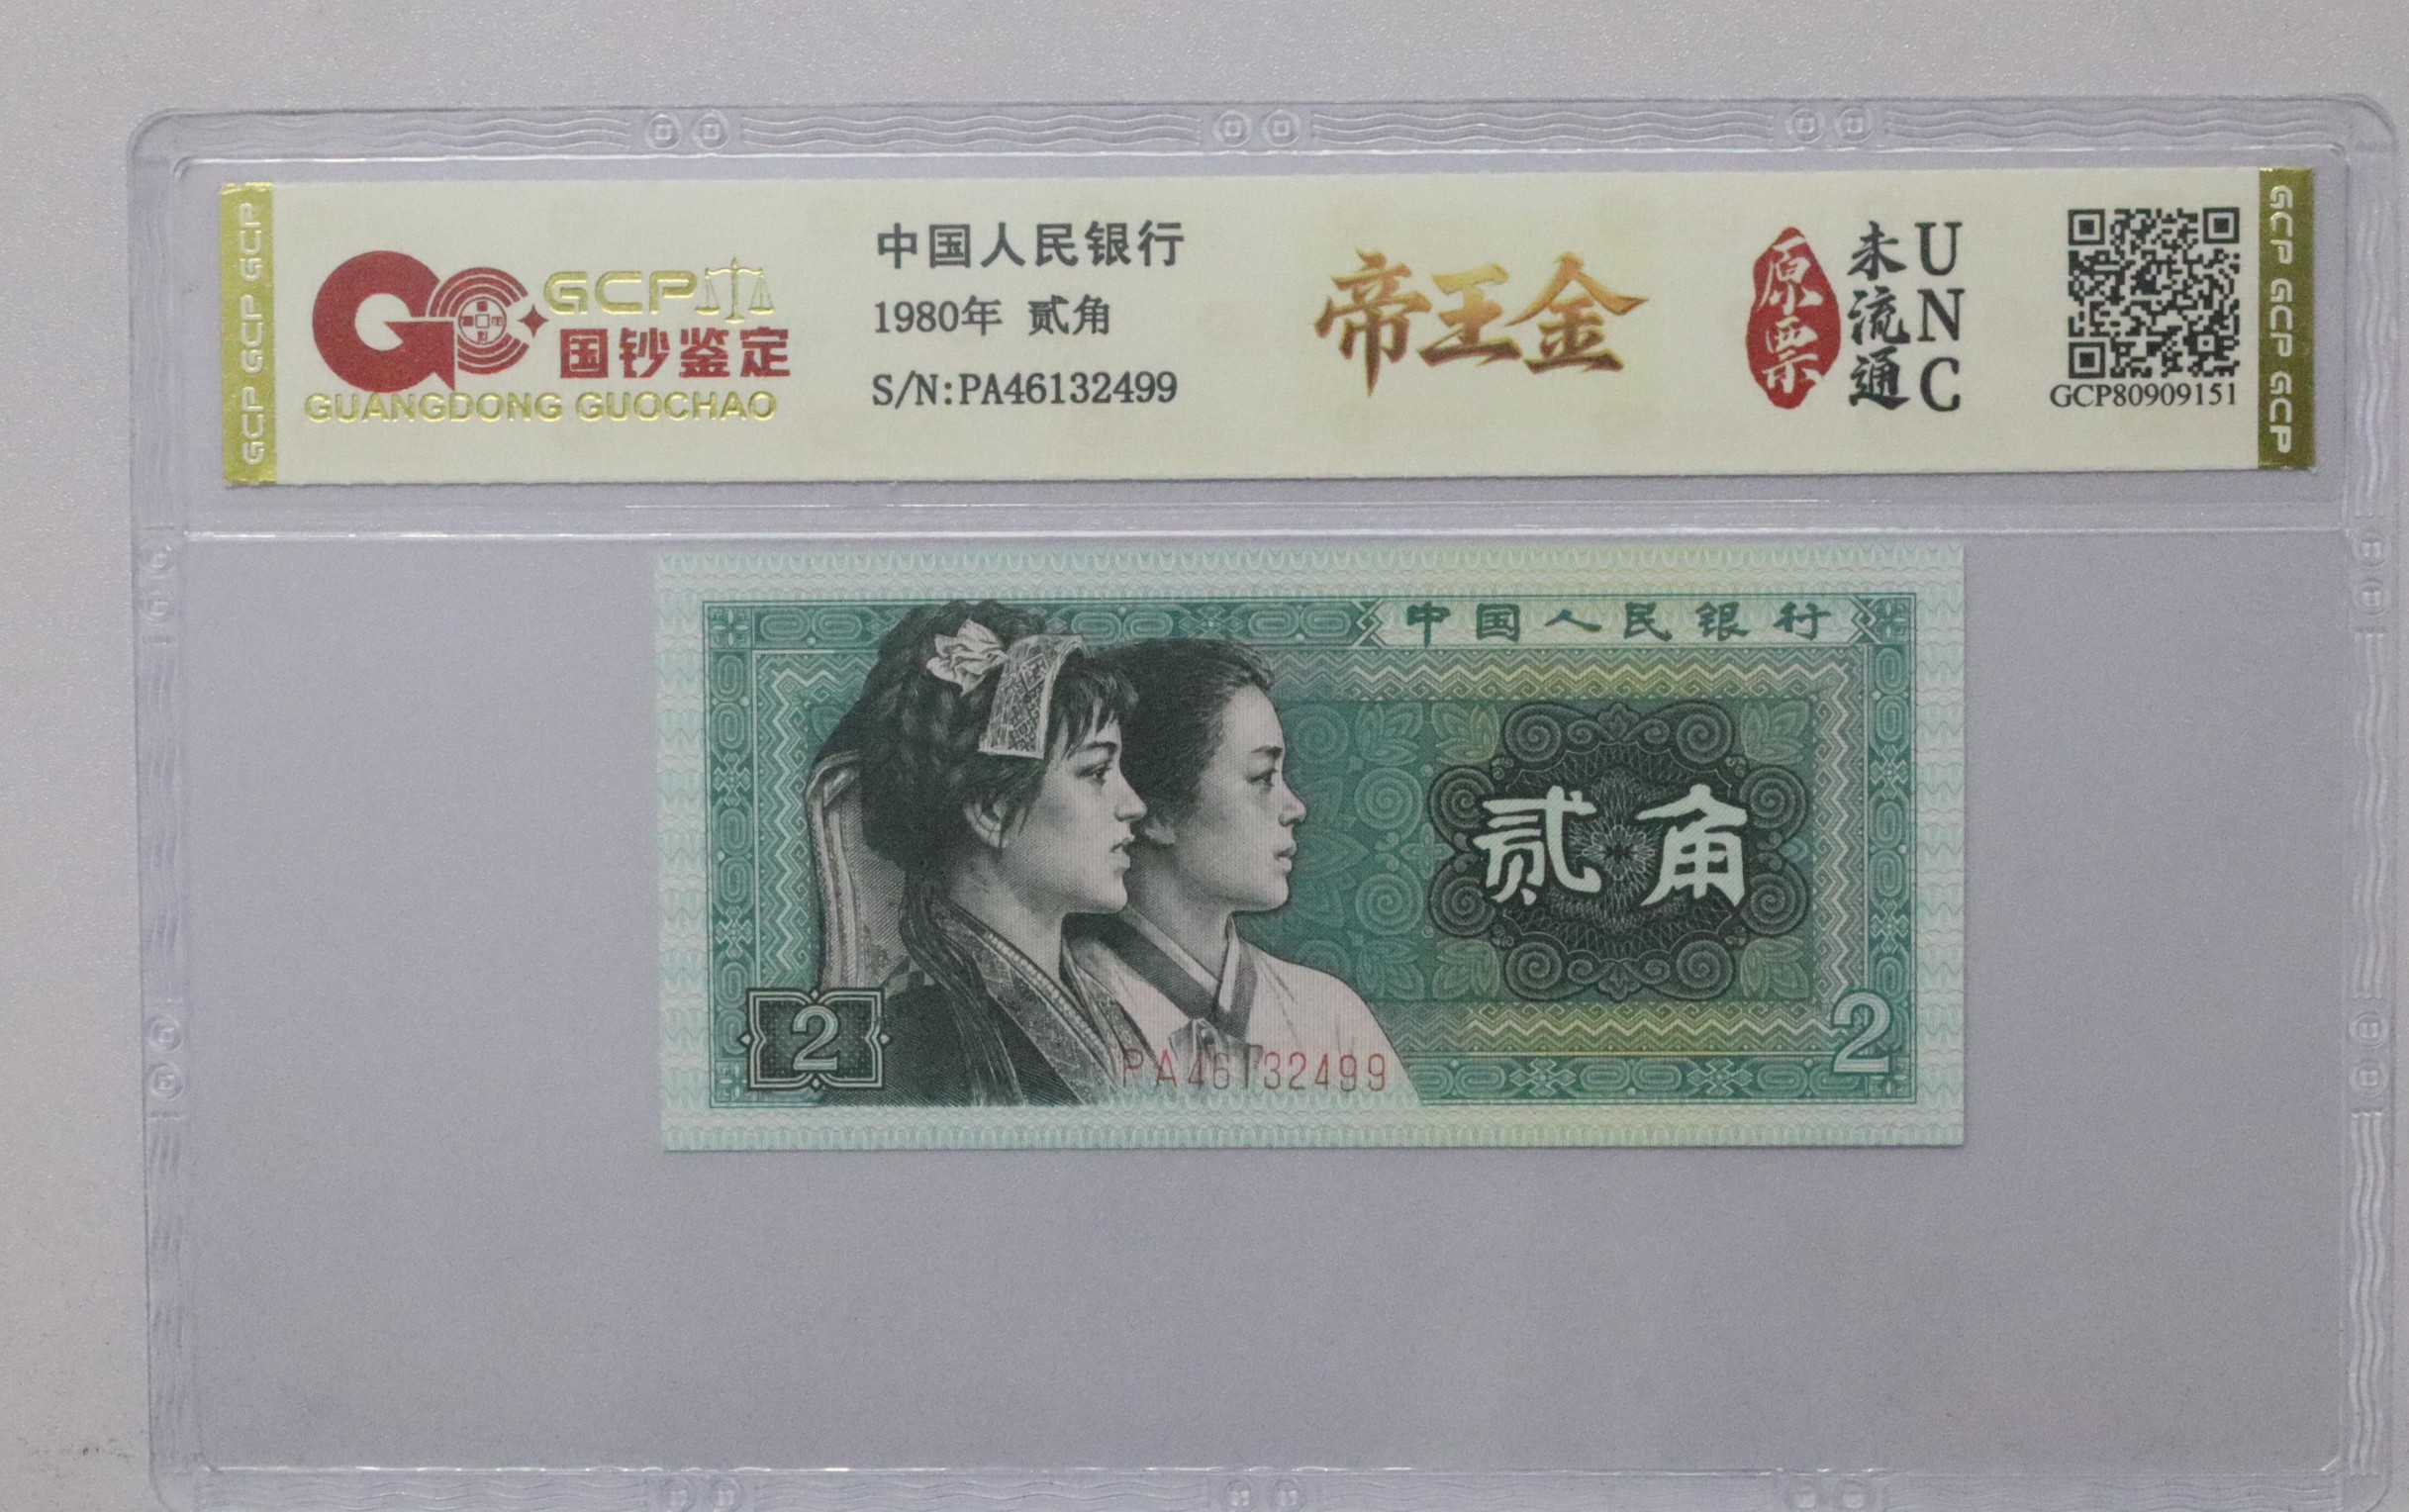 GCP GCP GCP
GCP
国钞鉴定
GUANGDONG GUOCHAO
中国人民银行
1980年 贰角
S/N:PA46132499
帝王金
原票
未流通
UNC
GCP80909151
GCP GCP GCP
中国人民银行
贰角
2
2
PA46132499